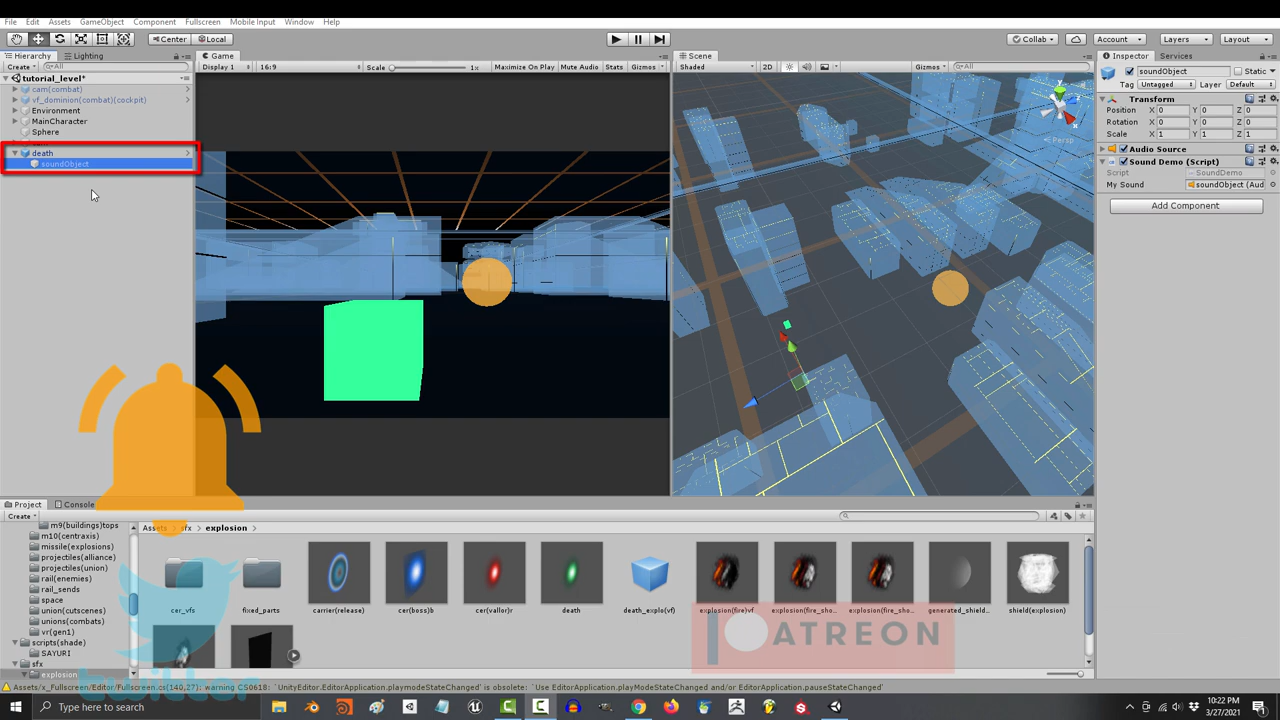 File Edit Assets GameObject Component Fullscreen Mobile Input Window Help
Center Local Collab Account Layers Layout
Hierarchy Lighting Game Scene Inspector Services
Create All Display 1 16:9 Scale 1x Maximize On Play Mute Audio Stats Gizmos Shaded 2D Gizmos All soundObject Static
tutorial_level*
Tag Untagged Layer Default
cam(combat)
vf_dominion(combat)(cockpit)
Transform
Environment
Position X 0 Y 0 Z 0
MainCharacter
Rotation X 0 Y 0 Z 0
Sphere
Scale X 1 Y 1 Z 1
y
x
Persp
death
Audio Source
soundObject
Sound Demo (Script)
Script SoundDemo
My Sound soundObject (Aud
Add Component
Project Console
Create
m9(buildings)tops
Assets sfx explosion
m10(centraxis)
missile(explosions)
projectiles(alliance)
projectiles(union)
rail(enemies)
rail_sends
space
union(cutscenes)
unions(combats)
vr(gen1)
scripts(shade)
SAYURI
sfx
explosion
cer_vfs fixed_parts carrier(release) cer(boss)b cer(vallor)r death death_explo(vf) explosion(fire)vf explosion(fire_sho... explosion(fire_sho... generated_shield... shield(explosion)
PATREON
twitter
Assets/x_Fullscreen/Editor/Fullscreen.cs(140,27): warning CS0618: 'UnityEditor.EditorApplication.playmodeStateChanged' is obsolete: 'Use EditorApplication.playModeStateChanged and/or EditorApplication.pauseStateChanged'
Type here to search
10:22 PM
3/27/2021